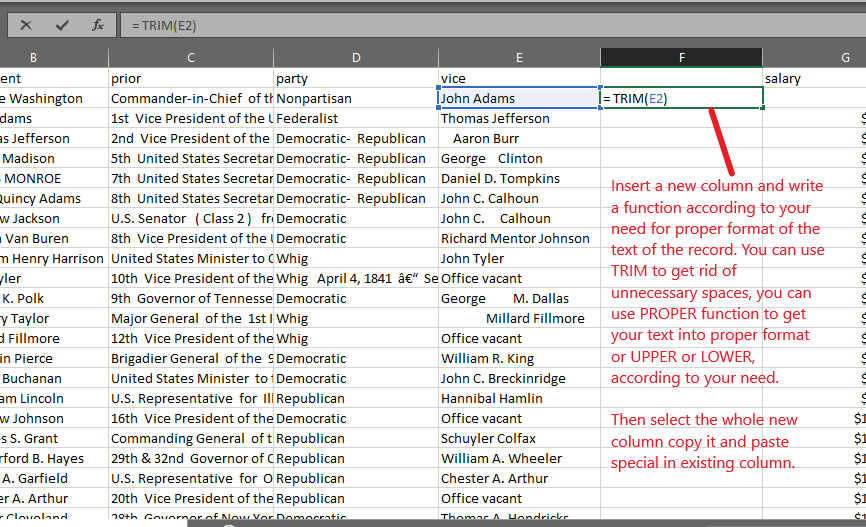 = TRIM(E2)
B C D E F G
ent prior party vice salary
e Washington Commander-in-Chief of th Nonpartisan John Adams = TRIM(E2)
dams 1st Vice President of the U Federalist Thomas Jefferson
as Jefferson 2nd Vice President of the Democratic- Republican Aaron Burr
Madison 5th United States Secretar Democratic- Republican George Clinton
MONROE 7th United States Secretar Democratic- Republican Daniel D. Tompkins
Quincy Adams 8th United States Secretar Democratic- Republican John C. Calhoun
w Jackson U.S. Senator ( Class 2 ) fr Democratic John C. Calhoun
Van Buren 8th Vice President of the Democratic Richard Mentor Johnson
m Henry Harrison United States Minister to C Whig John Tyler
yler 10th Vice President of the Whig April 4, 1841 â€“ Se Office vacant
K. Polk 9th Governor of Tennesse Democratic George M. Dallas
ry Taylor Major General of the 1st I Whig Millard Fillmore
d Fillmore 12th Vice President of the Whig Office vacant
in Pierce Brigadier General of the 9 Democratic William R. King
Buchanan United States Minister to Democratic John C. Breckinridge
am Lincoln U.S. Representative for Ill Republican Hannibal Hamlin
w Johnson 16th Vice President of the Democratic Office vacant
es S. Grant Commanding General of t Republican Schuyler Colfax
rford B. Hayes 29th & 32nd Governor of C Republican William A. Wheeler
A. Garfield U.S. Representative for O Republican Chester A. Arthur
er A. Arthur 20th Vice President of the Republican Office vacant
Cleveland 28th Governor of New Yor Democratic Thomas A. Hendricks
Insert a new column and write
a function according to your
need for proper format of the
text of the record. You can use
TRIM to get rid of
unnecessary spaces, you can
use PROPER function to get
your text into proper format
or UPPER or LOWER,
according to your need.
Then select the whole new
column copy it and paste
special in existing column.